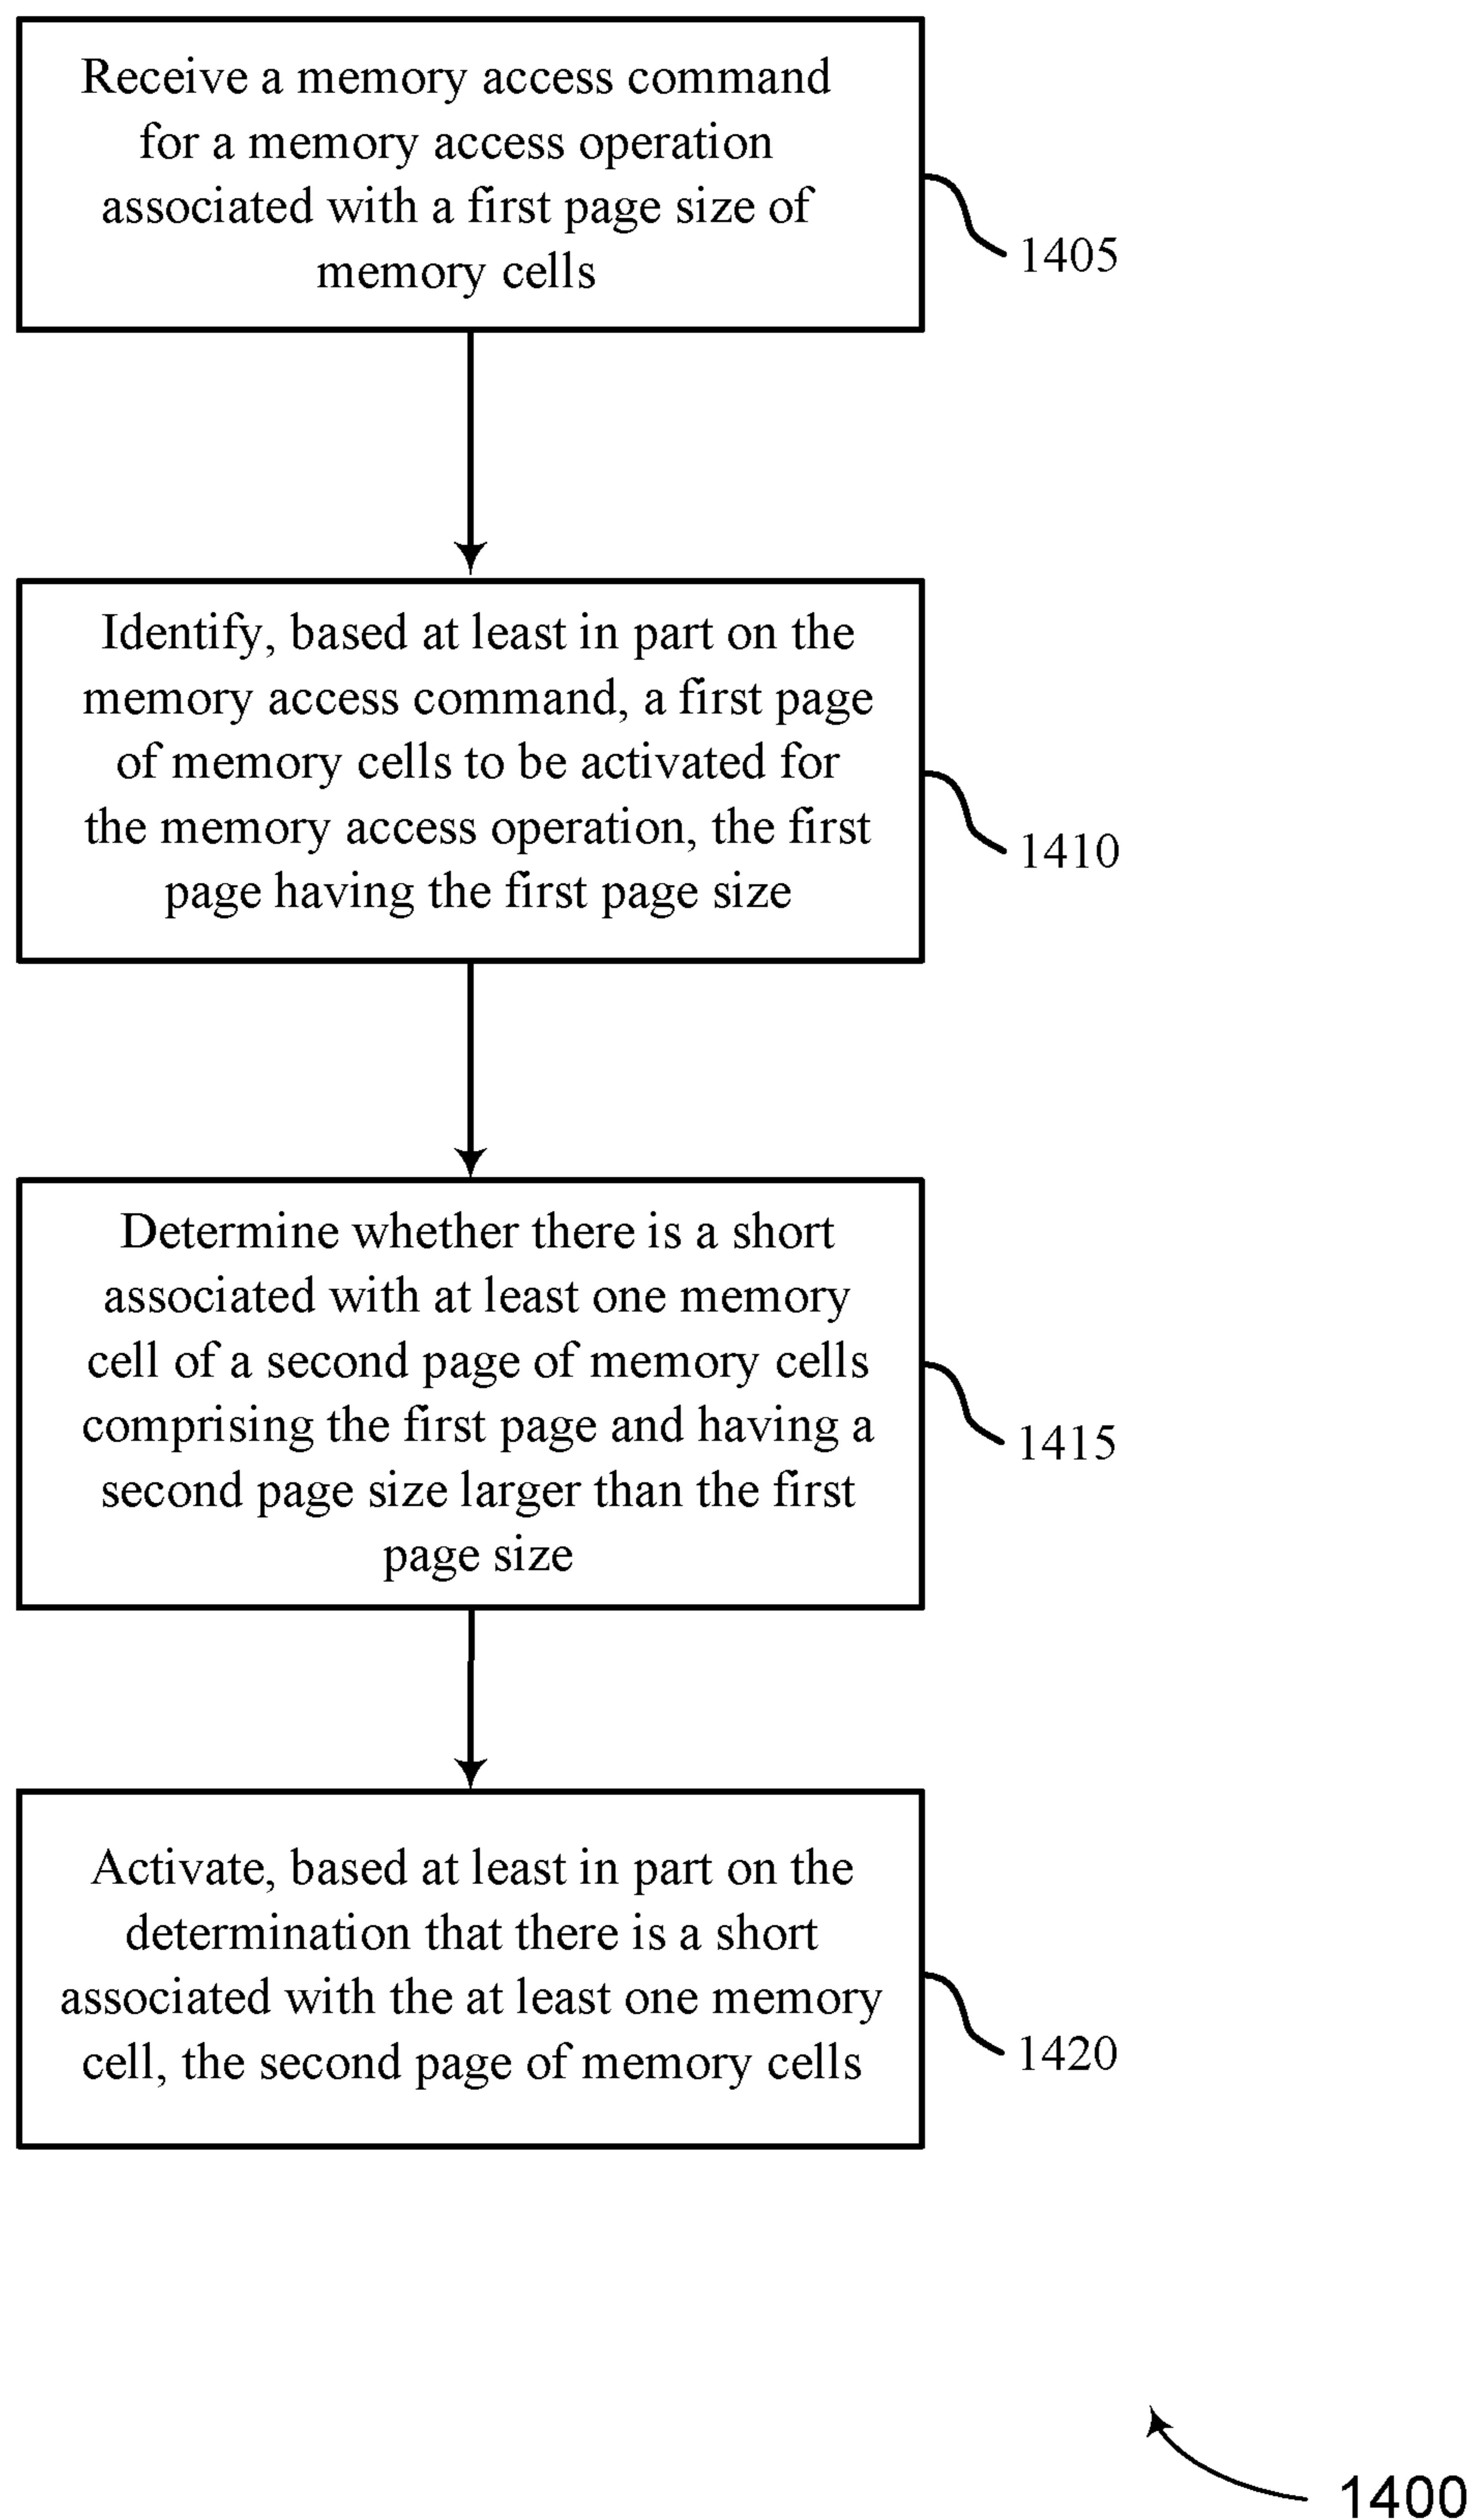 Receive a memory access command
for a memory access operation
associated with a first page size of
memory cells
1405
Identify, based at least in part on the
memory access command, a first page
of memory cells to be activated for
the memory access operation, the first
page having the first page size
1410
Determine whether there is a short
associated with at least one memory
cell of a second page of memory cells
comprising the first page and having a
second page size larger than the first
page size
1415
Activate, based at least in part on the
determination that there is a short
associated with the at least one memory
cell, the second page of memory cells
1420
1400